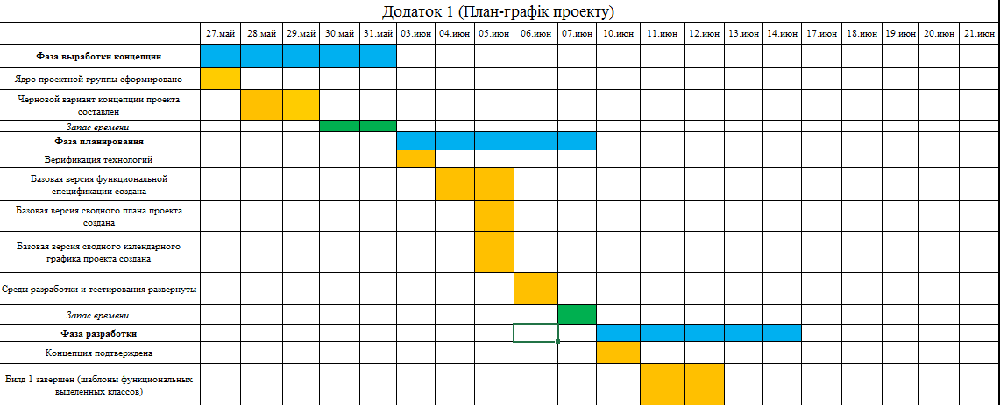 Додаток 1 (План-графік проекту)
27.май 28.май 29.май 30.май 31.май 03.июн 04.июн 05.июн 06.июн 07.июн 10.июн 11.июн 12.июн 13.июн 14.июн 17.июн 18.июн 19.июн 20.июн 21.июн
Фаза выработки концепции
Ядро проектной группы сформировано
Черновой вариант концепции проекта
составлен
Запас времени
Фаза планирования
Верификация технологий
Базовая версия функциональной
спецификации создана
Базовая версия сводного плана проекта
создана
Базовая версия сводного календарного
графика проекта создана
Среды разработки и тестирования развернуты
Запас времени
Фаза разработки
Концепция подтверждена
Билд 1 завершен (шаблоны функциональных
выделенных классов)